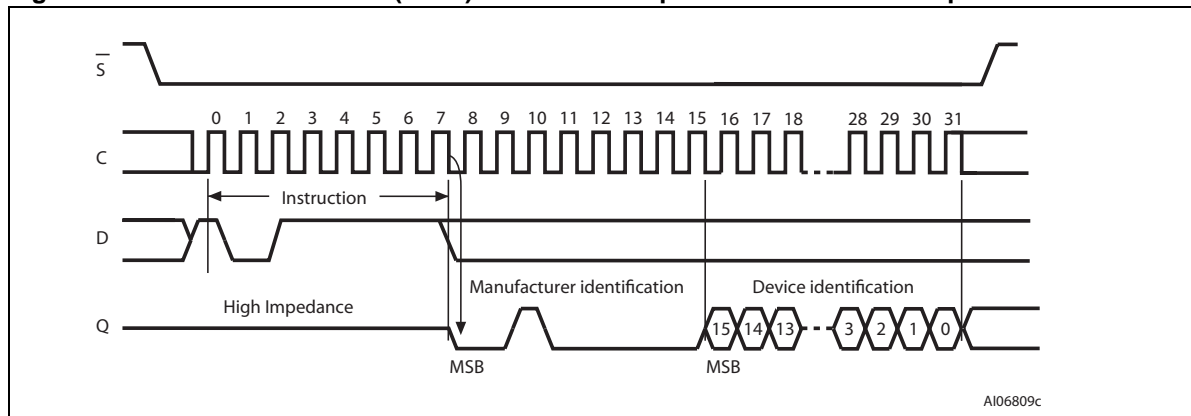 S
0 1 2 3 4 5 6 7 8 9 10 11 12 13 14 15 16 17 18 28 29 30 31
C
Instruction
D
Manufacturer identification Device identification
High Impedance
Q 15 14 13 3 2 1 0
MSB MSB
AI06809c